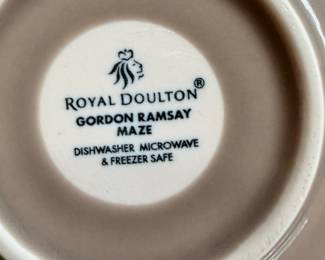 ROYAL DOULTON®
GORDON RAMSAY
MAZE
DISHWASHER MICROWAVE
& FREEZER SAFE